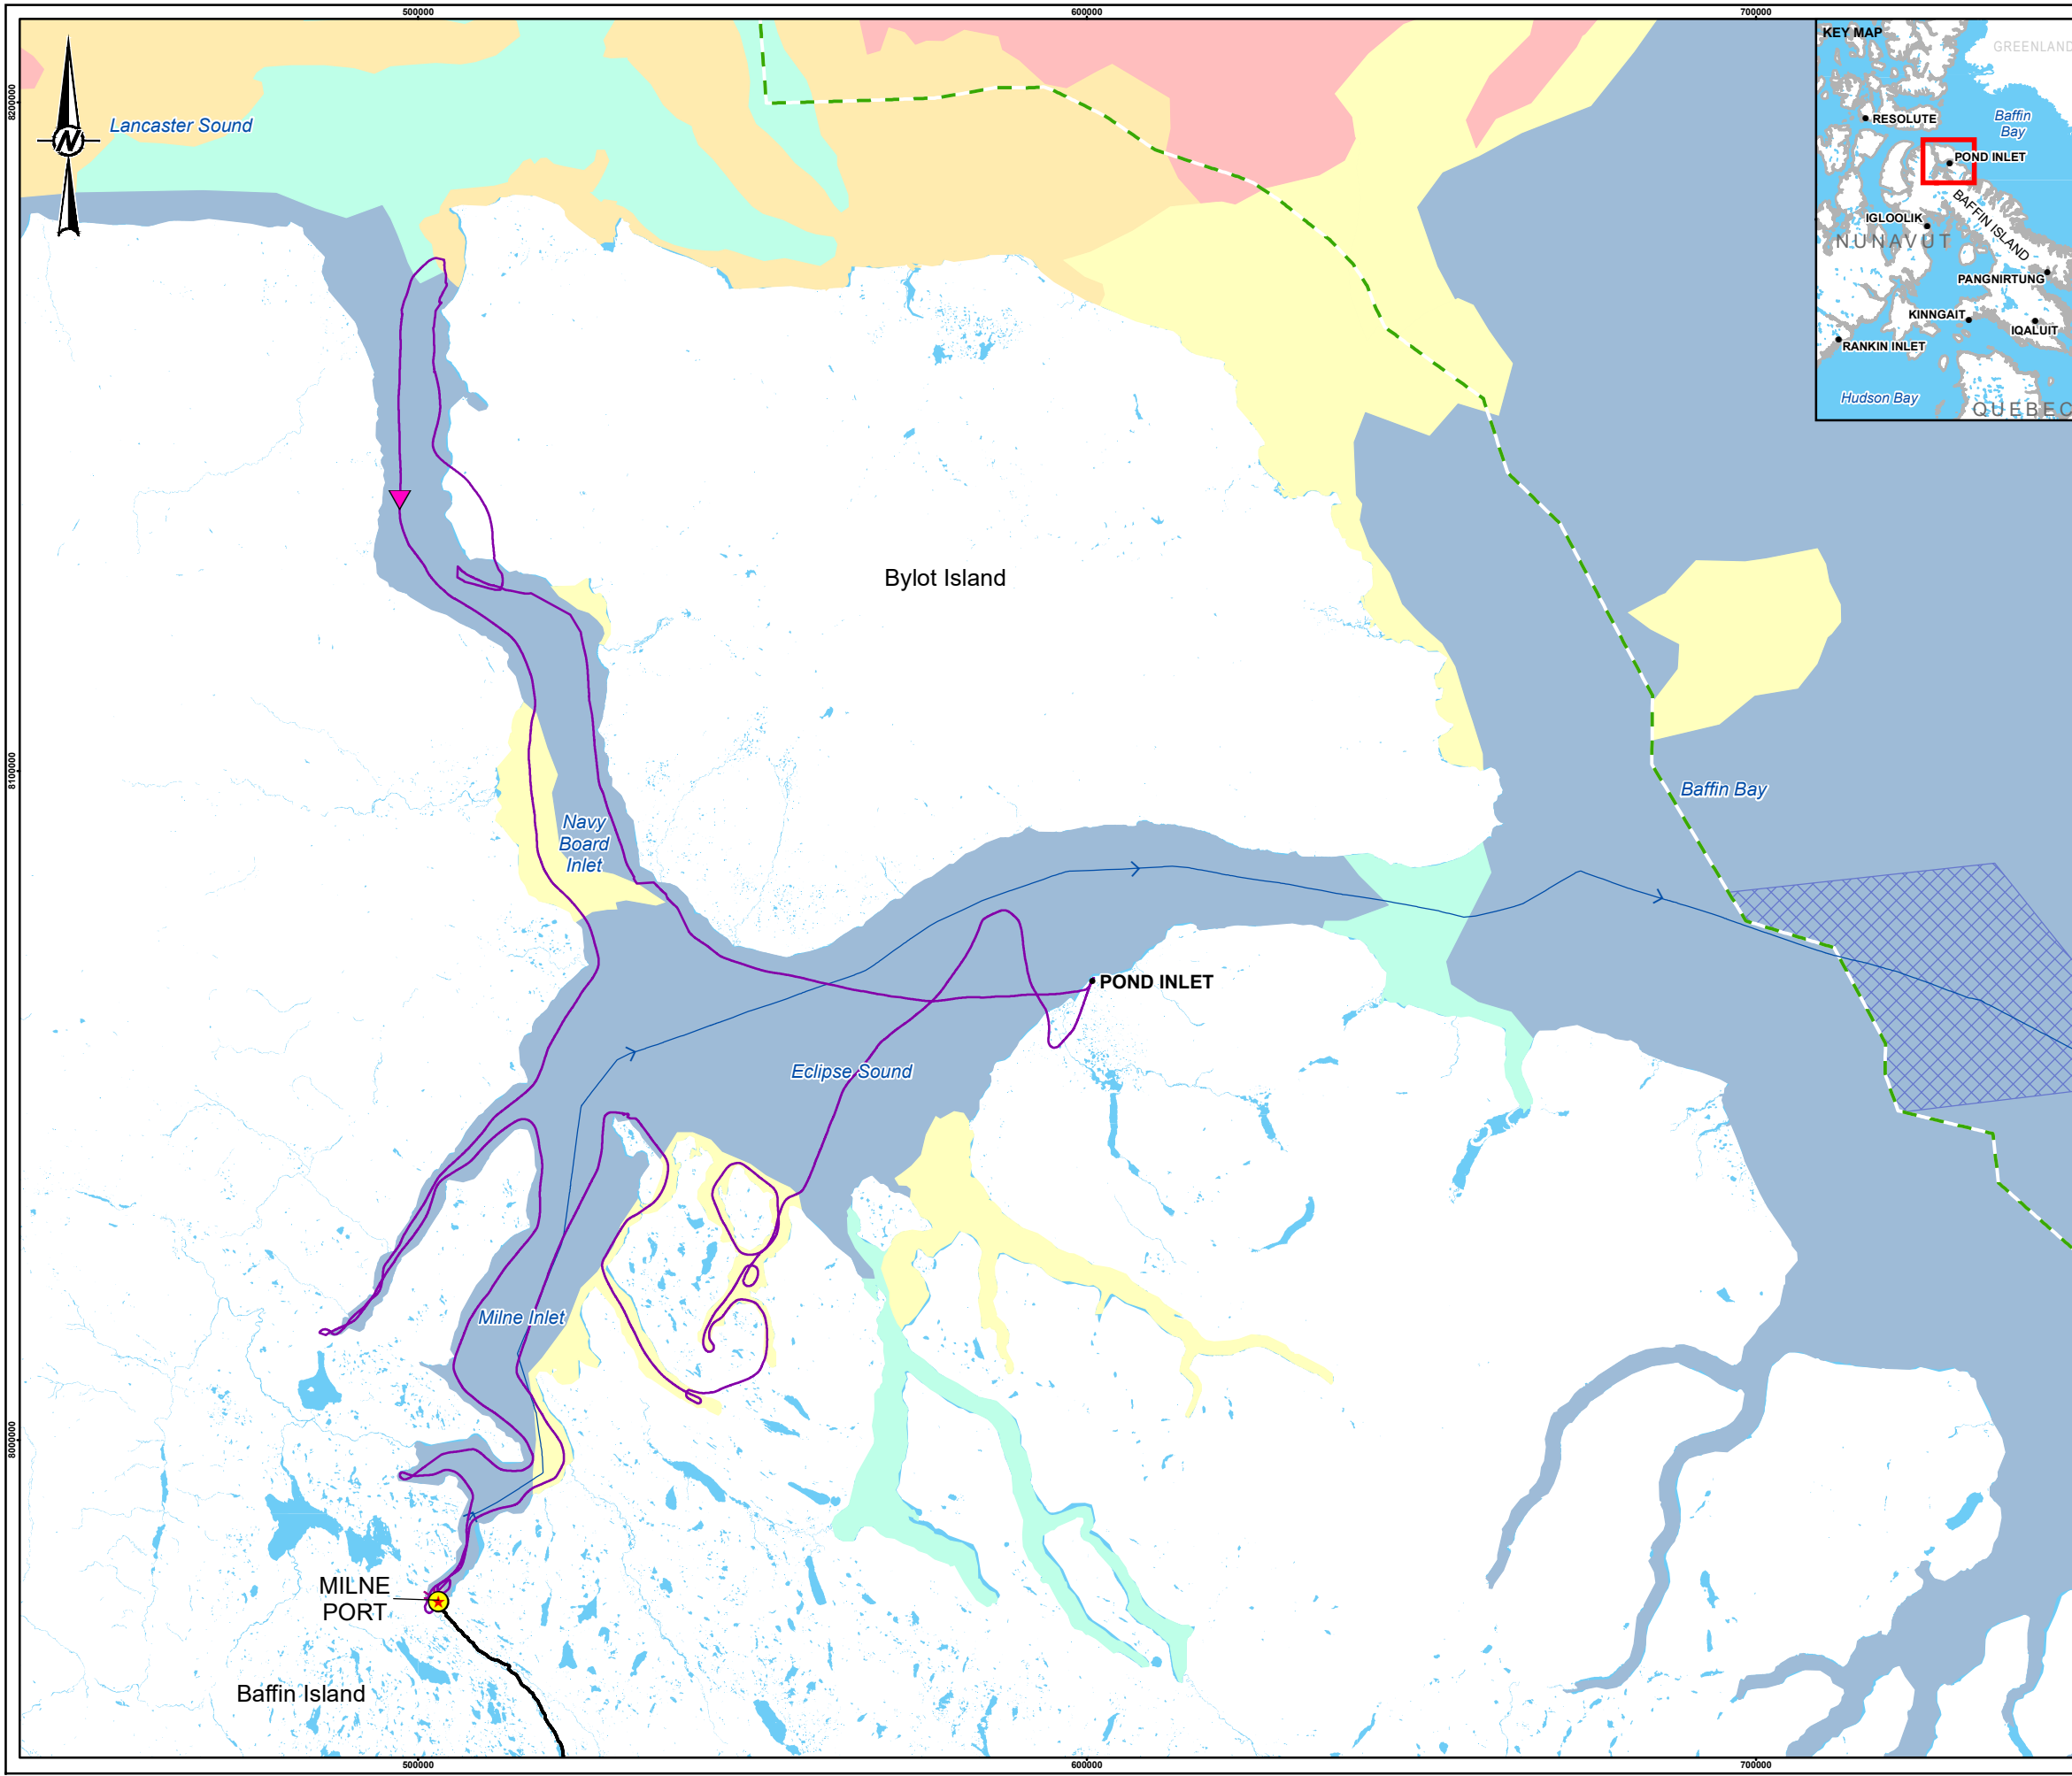 500000
600000
700000
KEY MAP
GREENLAND
Baffin
Bay
RESOLUTE
POND INLET
BAFFIN ISLAND
IGLOOLIK
NUNAVUT
PANGNIRTUNG
KINNGAIT
IQALUIT
RANKIN INLET
Hudson Bay
QUEBEC
8200000
N
Lancaster Sound
Bylot Island
8100000
Baffin Bay
Navy
Board
Inlet
POND INLET
Eclipse Sound
Milne Inlet
8000000
MILNE
PORT
Baffin Island
500000
600000
700000